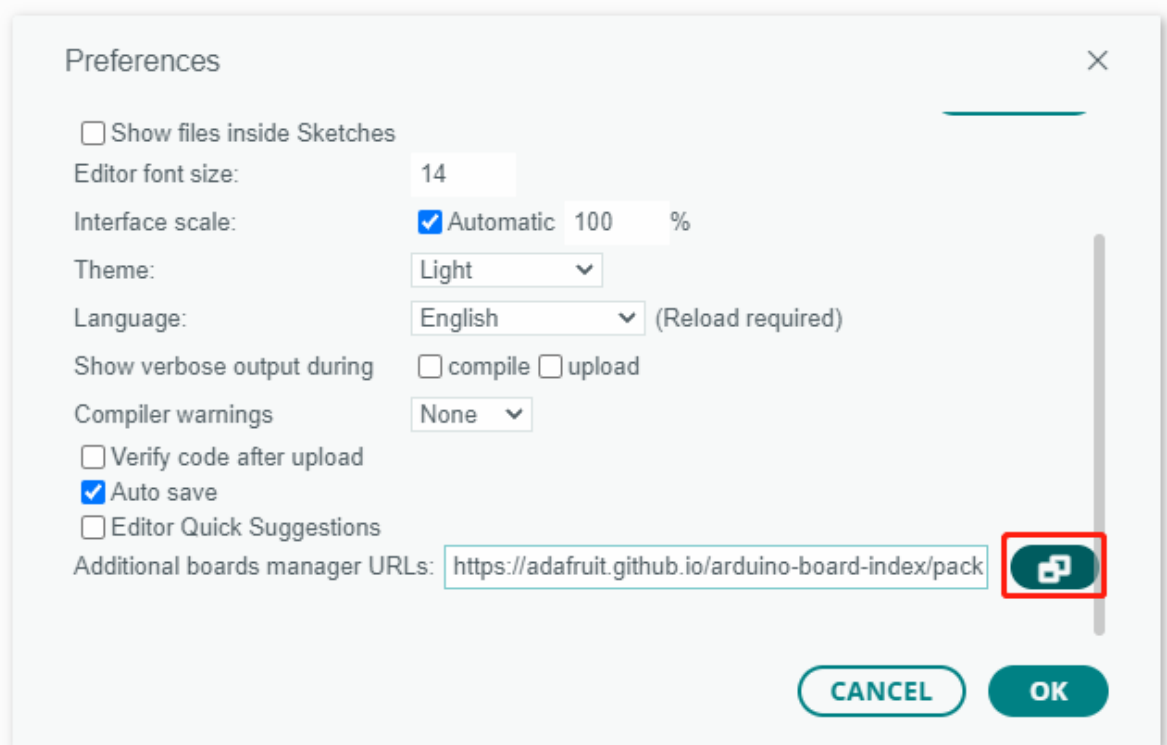 Preferences
Show files inside Sketches
Editor font size: 14
Interface scale: Automatic 100 %
Theme: Light
Language: English (Reload required)
Show verbose output during compile upload
Compiler warnings None
Verify code after upload
Auto save
Editor Quick Suggestions
Additional boards manager URLs: https://adafruit.github.io/arduino-board-index/pack
CANCEL OK